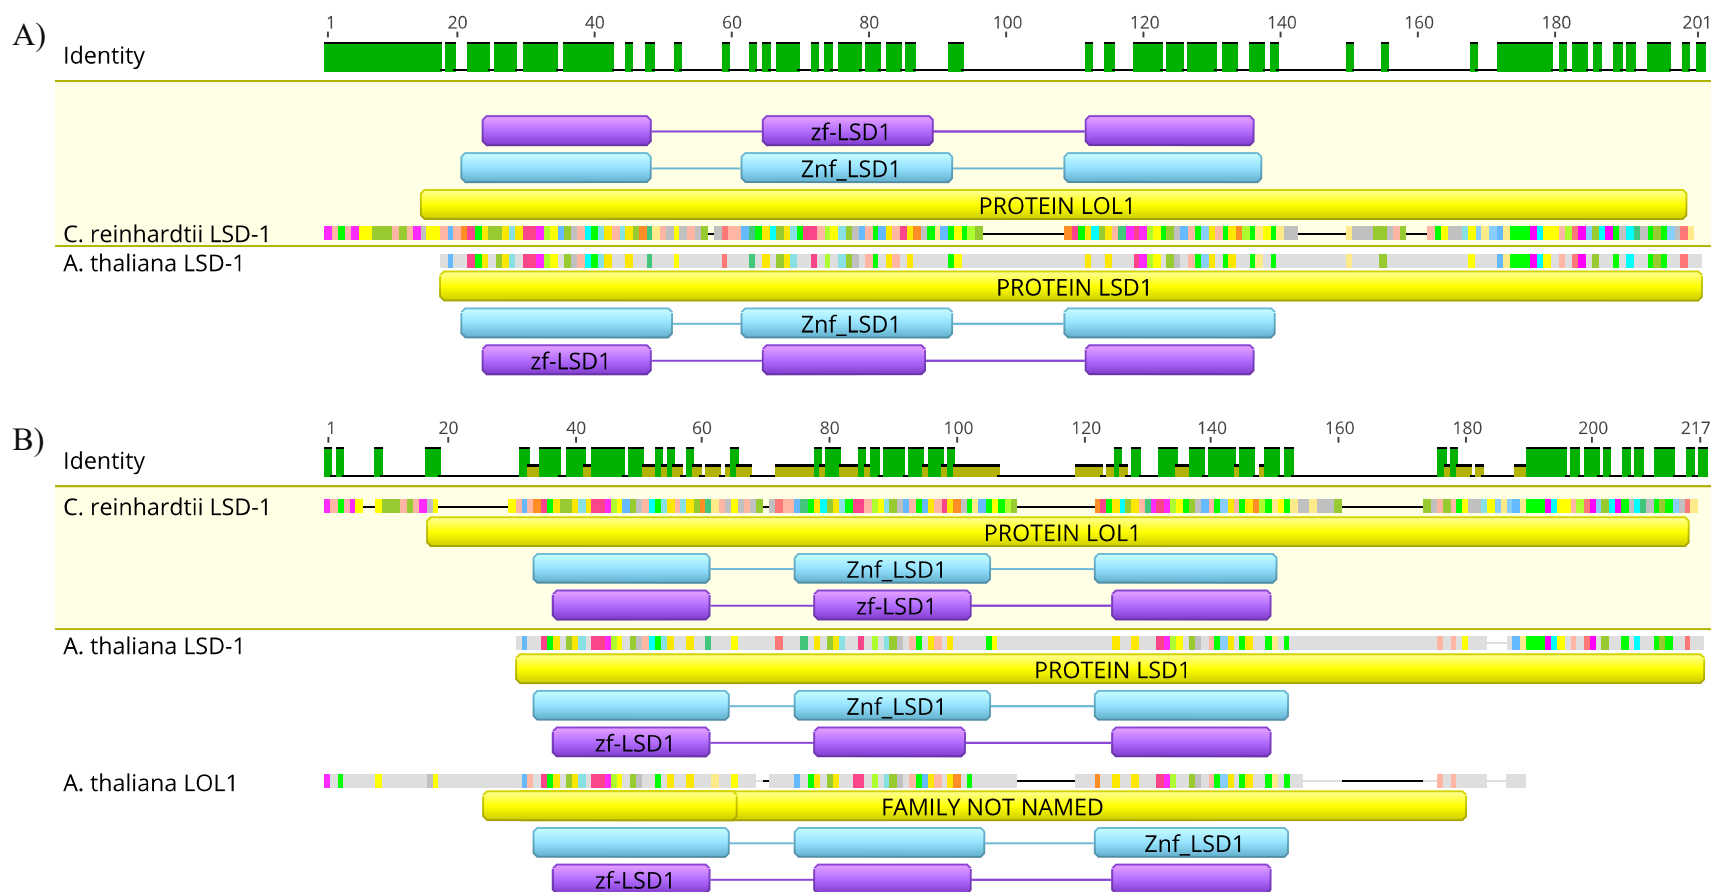 A)
1 20 40 60 80 100 120 140 160 180 201
Identity
zf-LSD1
Znf_LSD1
PROTEIN LOL1
C. reinhardtii LSD-1
A. thaliana LSD-1
PROTEIN LSD1
Znf_LSD1
zf-LSD1
B)
1 20 40 60 80 100 120 140 160 180 200 217
Identity
C. reinhardtii LSD-1
PROTEIN LOL1
Znf_LSD1
zf-LSD1
A. thaliana LSD-1
PROTEIN LSD1
Znf_LSD1
zf-LSD1
A. thaliana LOL1
FAMILY NOT NAMED
Znf_LSD1
zf-LSD1